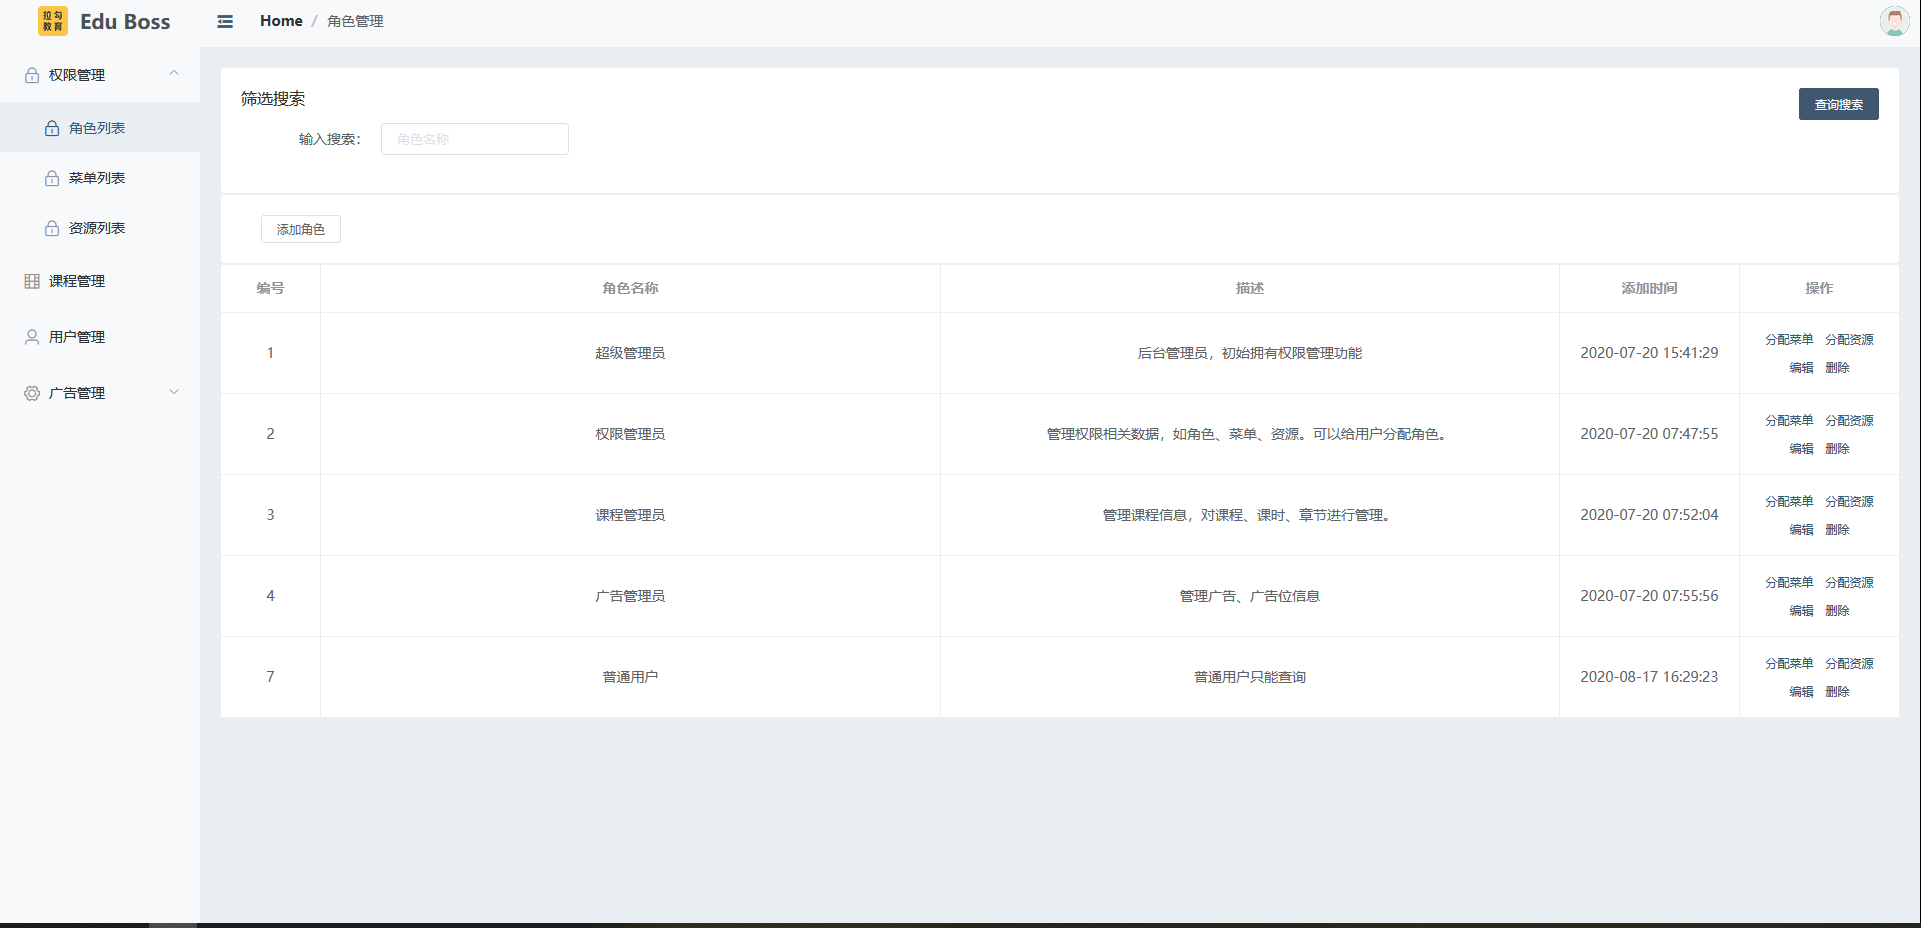 拉勾
教育
Edu Boss
Home / 角色管理
权限管理
角色列表
菜单列表
资源列表
课程管理
用户管理
广告管理
筛选搜索
查询搜索
输入搜索：
角色名称
添加角色
编号 角色名称 描述 添加时间 操作
1 超级管理员 后台管理员，初始拥有权限管理功能 2020-07-20 15:41:29 分配菜单 分配资源
编辑 删除
2 权限管理员 管理权限相关数据，如角色、菜单、资源。可以给用户分配角色。 2020-07-20 07:47:55 分配菜单 分配资源
编辑 删除
3 课程管理员 管理课程信息，对课程、课时、章节进行管理。 2020-07-20 07:52:04 分配菜单 分配资源
编辑 删除
4 广告管理员 管理广告、广告位信息 2020-07-20 07:55:56 分配菜单 分配资源
编辑 删除
7 普通用户 普通用户只能查询 2020-08-17 16:29:23 分配菜单 分配资源
编辑 删除